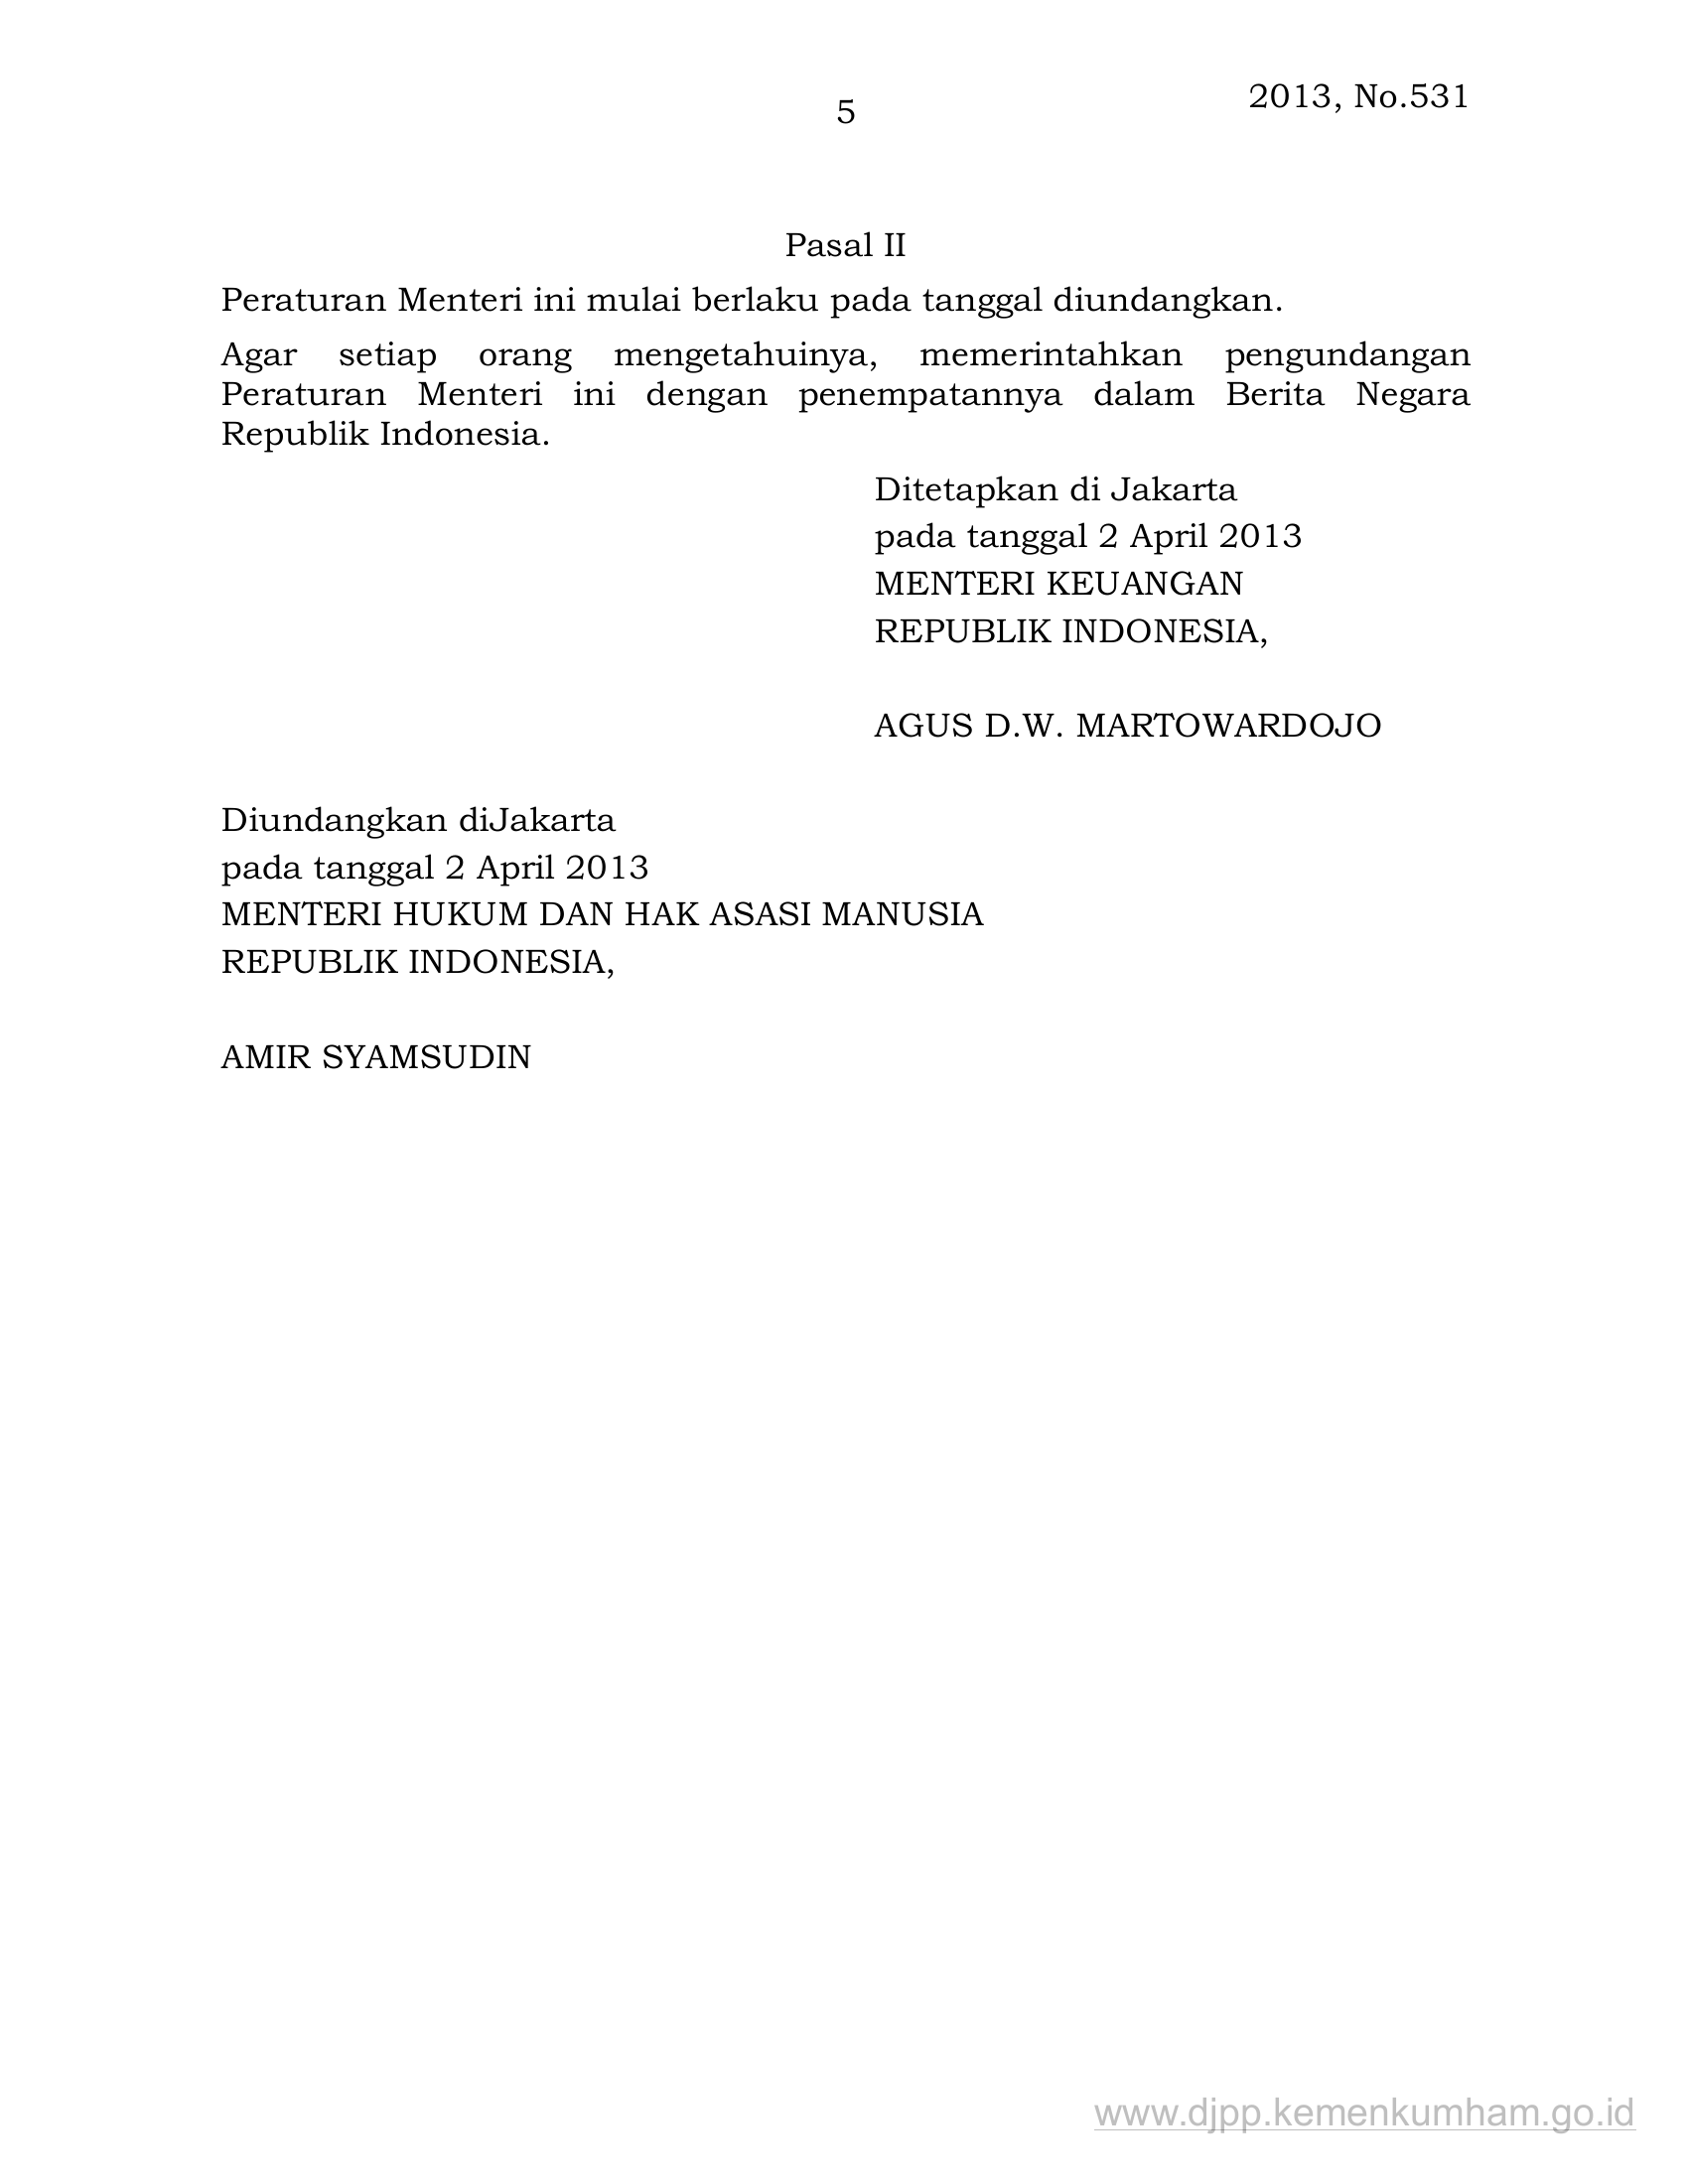 2013, No.531
5
Pasal II
Peraturan Menteri ini mulai berlaku pada tanggal diundangkan.
Agar setiap orang mengetahuinya, memerintahkan pengundangan
Peraturan Menteri ini dengan penempatannya dalam Berita Negara
Republik Indonesia.
Ditetapkan di Jakarta
pada tanggal 2 April 2013
MENTERI KEUANGAN
REPUBLIK INDONESIA,
AGUS D.W. MARTOWARDOJO
Diundangkan diJakarta
pada tanggal 2 April 2013
MENTERI HUKUM DAN HAK ASASI MANUSIA
REPUBLIK INDONESIA,
AMIR SYAMSUDIN
www.djpp.kemenkumham.go.id